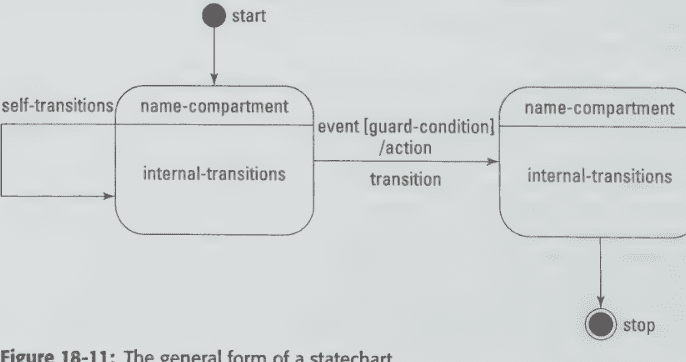 start
self-transitions
name-compartment
internal-transitions
event [guard-condition]
/action
transition
name-compartment
internal-transitions
stop
Figure 18-11: The general form of a statechart